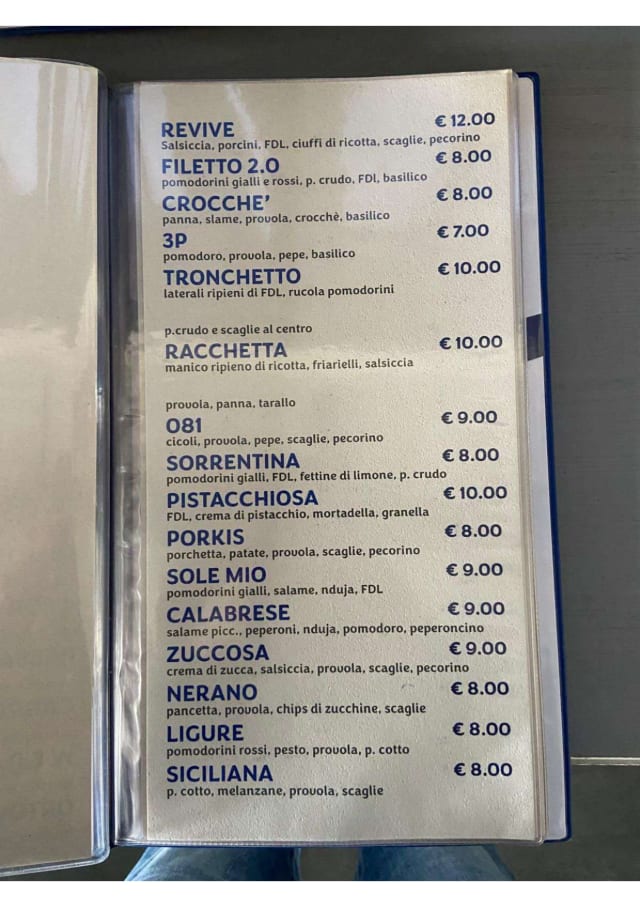 REVIVE € 12.00
Salsiccia, porcini, FDL, ciuffi di ricotta, scaglie, pecorino
FILETTO 2.0 € 8.00
pomodorini gialli e rossi, p. crudo, FDl, basilico
CROCCHE' € 8.00
panna, slame, provola, crocchè, basilico
3P € 7.00
pomodoro, provola, pepe, basilico
TRONCHETTO € 10.00
laterali ripieni di FDL, rucola pomodorini
p.crudo e scaglie al centro
RACCHETTA € 10.00
manico ripieno di ricotta, friarielli, salsiccia
provola, panna, tarallo
081 € 9.00
cicoli, provola, pepe, scaglie, pecorino
SORRENTINA € 8.00
pomodorini gialli, FDL, fettine di limone, p. crudo
PISTACCHIOSA € 10.00
FDL, crema di pistacchio, mortadella, granella
PORKIS € 8.00
porchetta, patate, provola, scaglie, pecorino
SOLE MIO € 9.00
pomodorini gialli, salame, nduja, FDL
CALABRESE € 9.00
salame picc., peperoni, nduja, pomodoro, peperoncino
ZUCCOSA € 9.00
crema di zucca, salsiccia, provola, scaglie, pecorino
NERANO € 8.00
pancetta, provola, chips di zucchine, scaglie
LIGURE € 8.00
pomodorini rossi, pesto, provola, p. cotto
SICILIANA € 8.00
p. cotto, melanzane, provola, scaglie